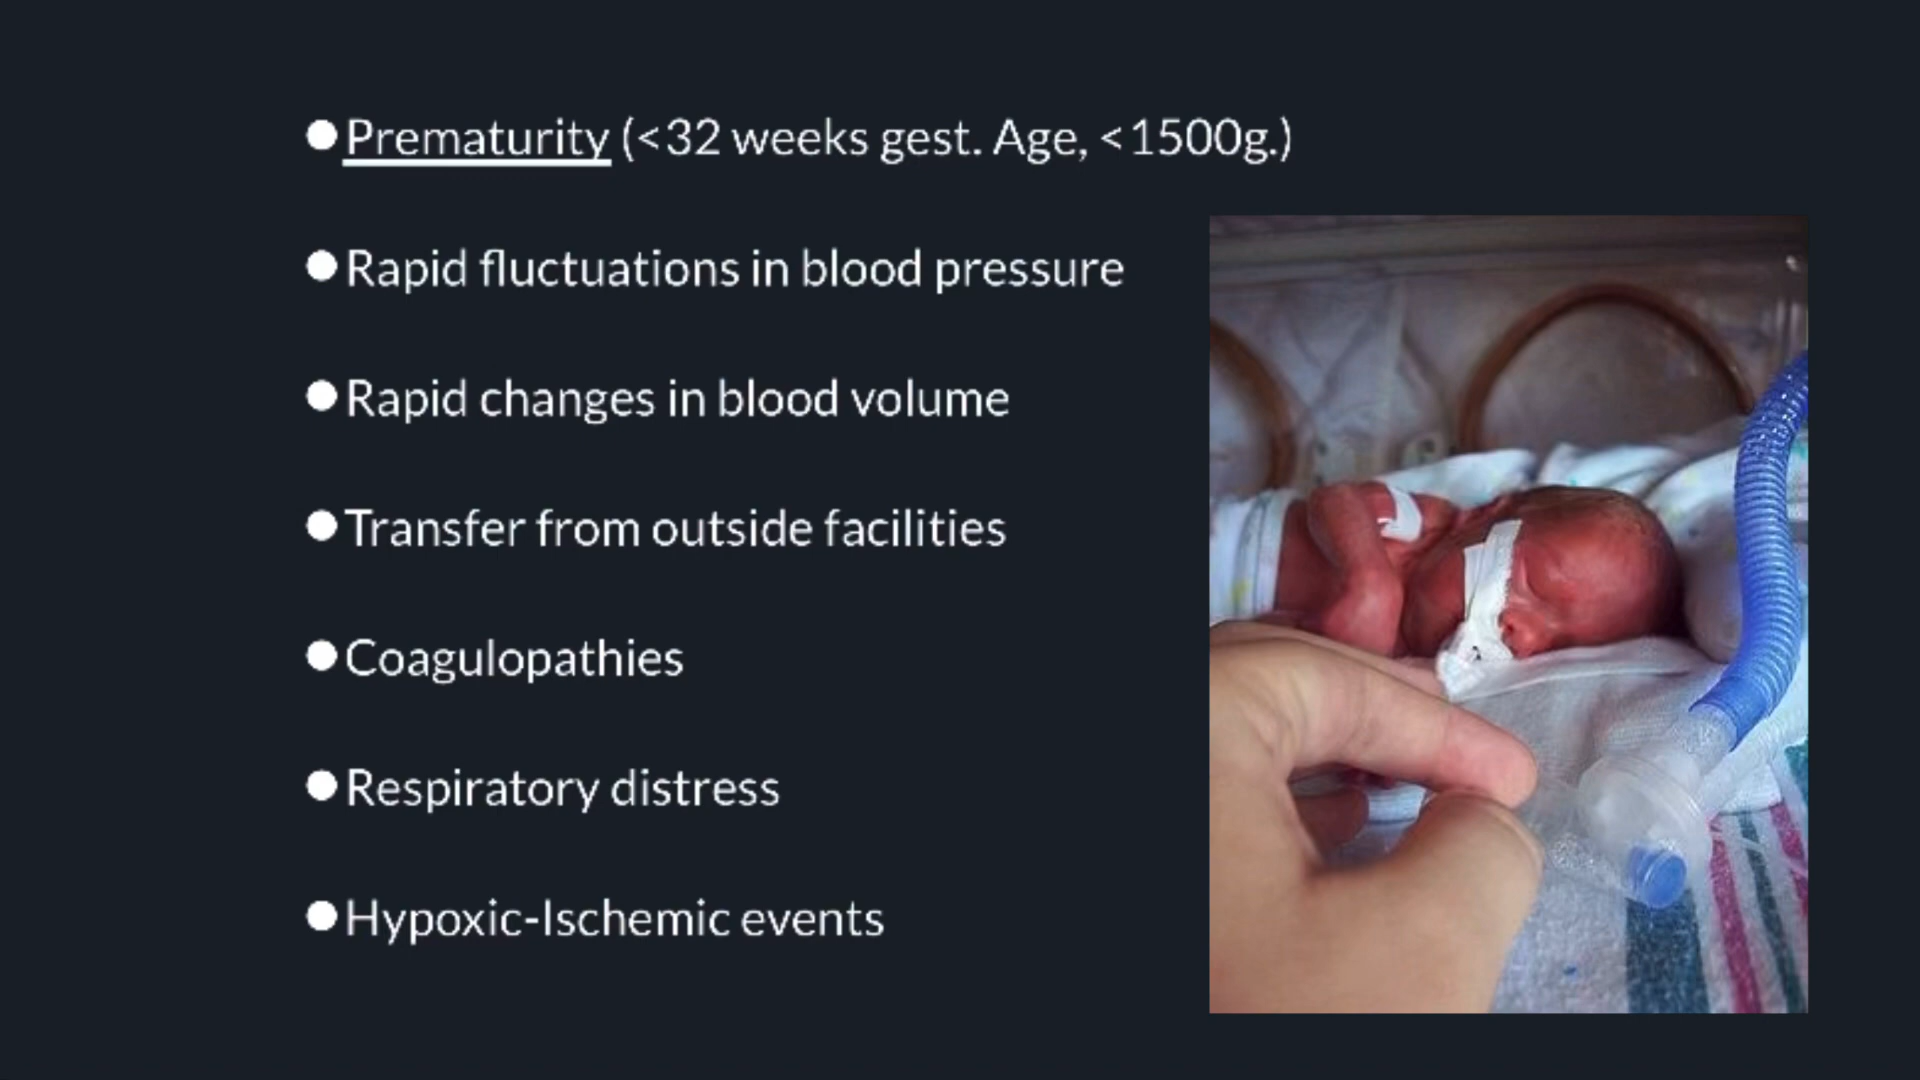 ● Prematurity (<32 weeks gest. Age, <1500g.)
● Rapid fluctuations in blood pressure
● Rapid changes in blood volume
● Transfer from outside facilities
● Coagulopathies
● Respiratory distress
● Hypoxic-Ischemic events